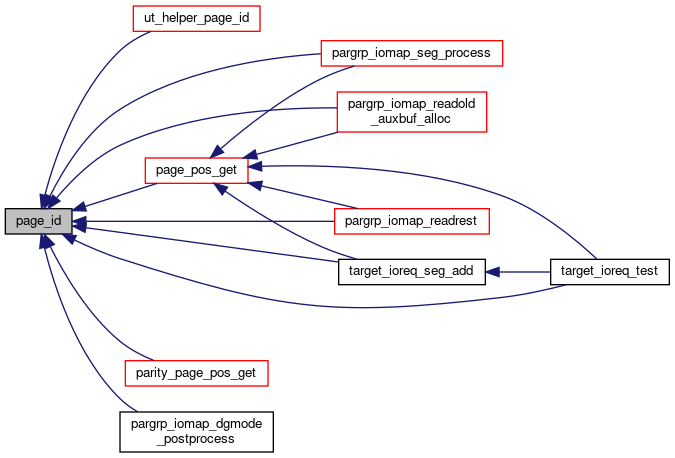 ut_helper_page_id
pargrp_iomap_seg_process
pargrp_iomap_readold
_auxbuf_alloc
page_pos_get
page_id
pargrp_iomap_readrest
target_ioreq_seg_add
target_ioreq_test
parity_page_pos_get
pargrp_iomap_dgmode
_postprocess